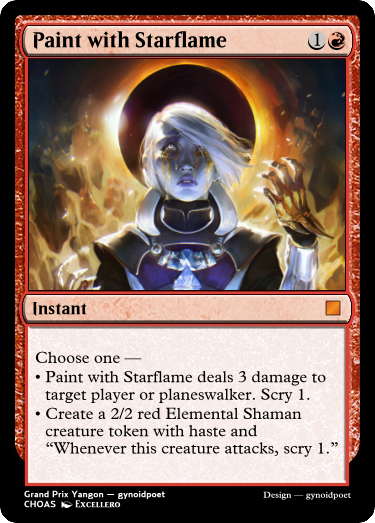 Paint with Starflame 1
Instant
Choose one —
• Paint with Starflame deals 3 damage to
target player or planeswalker. Scry 1.
• Create a 2/2 red Elemental Shaman
creature token with haste and
“Whenever this creature attacks, scry 1.”
Grand Prix Yangon — gynoidpoet
Design — gynoidpoet
CHOAS Excellero